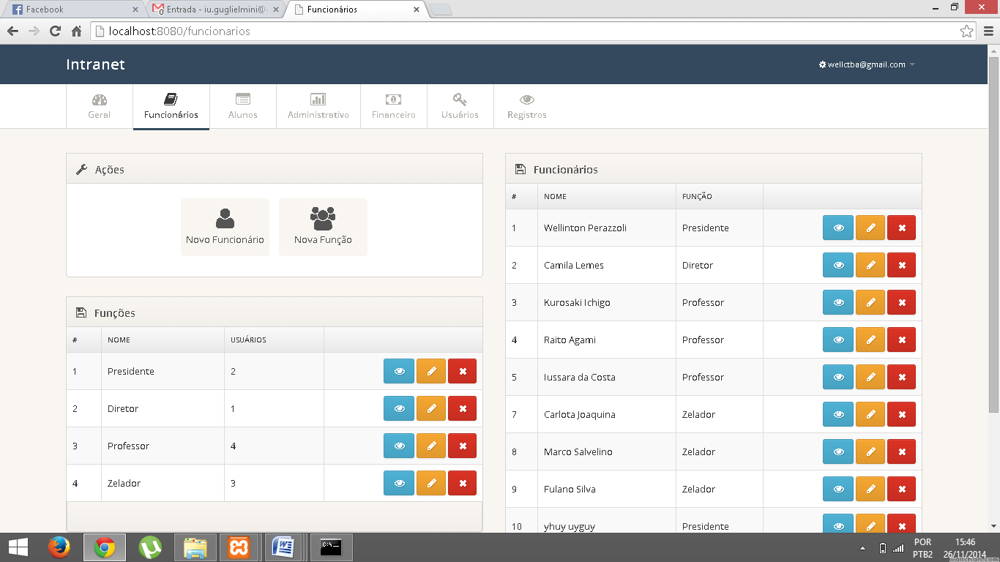 Facebook
Entrada - iu.guglielmini@
Funcionários
localhost:8080/funcionarios
Intranet
wellctba@gmail.com
Geral
Funcionários
Alunos
Administrativo
Financeiro
Usuários
Registros
Ações
Novo Funcionário
Nova Função
Funções
# NOME USUÁRIOS
1 Presidente 2
2 Diretor 1
3 Professor 4
4 Zelador 3
Funcionários
# NOME FUNÇÃO
1 Wellinton Perazzoli Presidente
2 Camila Lemes Diretor
3 Kurosaki Ichigo Professor
4 Raito Agami Professor
5 Iussara da Costa Professor
7 Carlota Joaquina Zelador
8 Marco Salvelino Zelador
9 Fulano Silva Zelador
10 yhuy uyguy Presidente
C:\_
POR
PTB2
15:46
26/11/2014